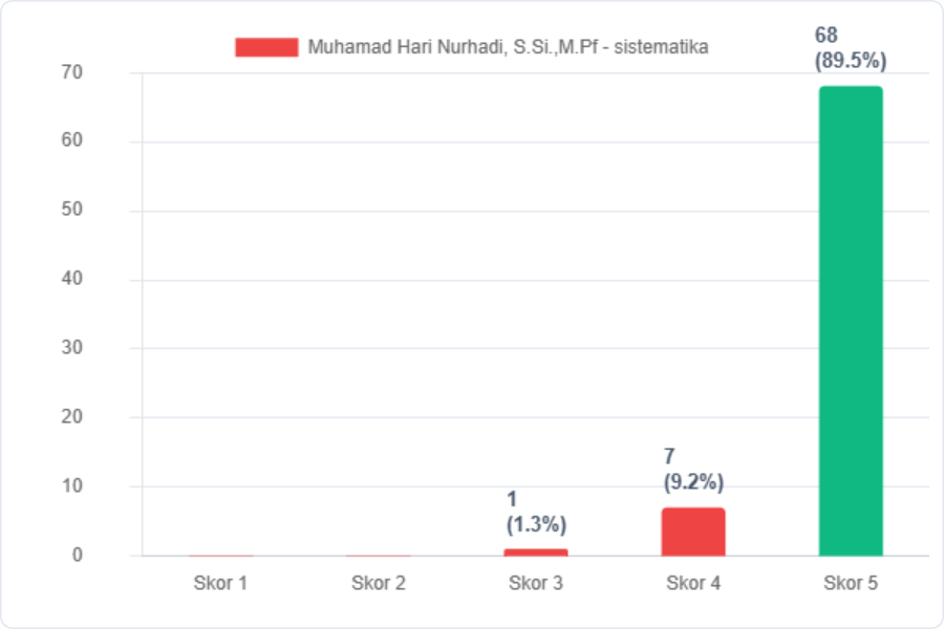 Muhamad Hari Nurhadi, S.Si.,M.Pf - sistematika
68
(89.5%)
70
60
50
40
30
20
10
0
7
(9.2%)
1
(1.3%)
Skor 1
Skor 2
Skor 3
Skor 4
Skor 5